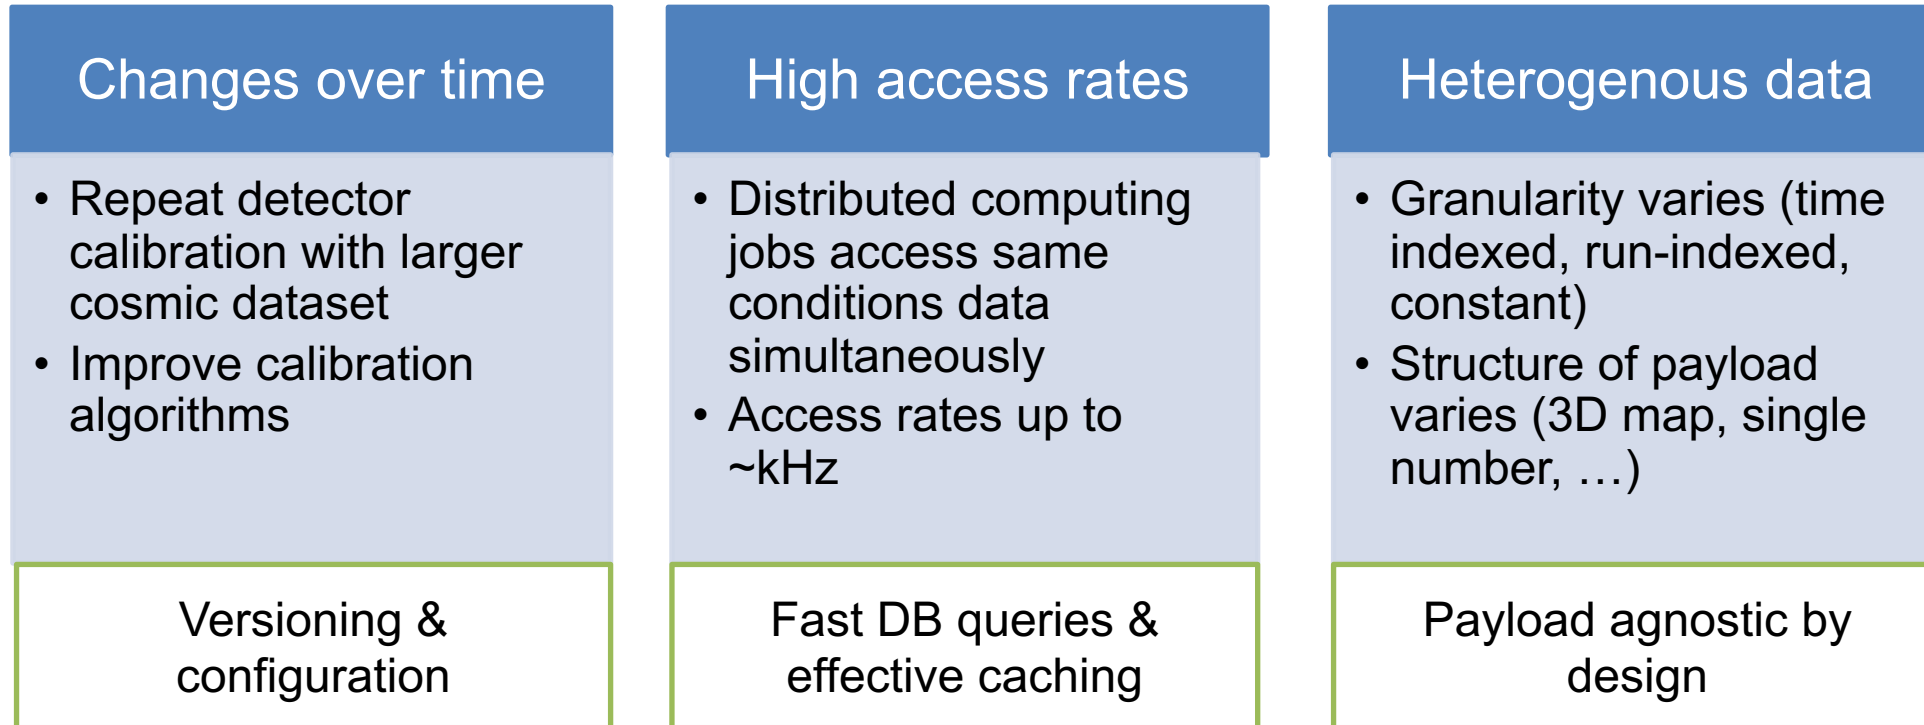 Changes over time
• Repeat detector
calibration with larger
cosmic dataset
• Improve calibration
algorithms
Versioning &
configuration
High access rates
• Distributed computing
jobs access same
conditions data
simultaneously
• Access rates up to
~kHz
Fast DB queries &
effective caching
Heterogenous data
• Granularity varies (time
indexed, run-indexed,
constant)
• Structure of payload
varies (3D map, single
number, …)
Payload agnostic by
design